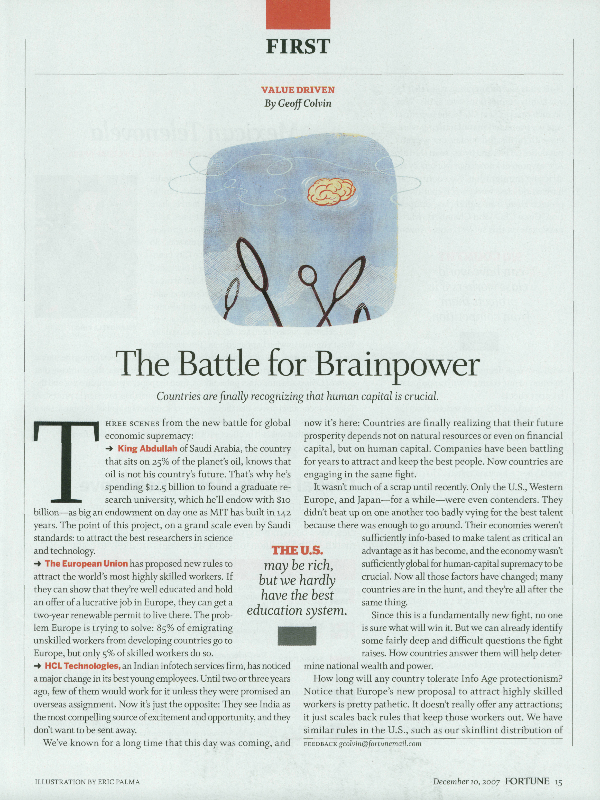 FIRST
VALUE DRIVEN
By Geoff Colvin
The Battle for Brainpower
Countries are finally recognizing that human capital is crucial.
THREE SCENES from the new battle for global
economic supremacy:
➔ King Abdullah of Saudi Arabia, the country
that sits on 25% of the planet's oil, knows that
oil is not his country's future. That's why he's
spending $12.5 billion to found a graduate re-
search university, which he'll endow with $10
billion—as big an endowment on day one as MIT has built in 142
years. The point of this project, on a grand scale even by Saudi
standards: to attract the best researchers in science
and technology.
➔ The European Union has proposed new rules to
attract the world's most highly skilled workers. If
they can show that they're well educated and hold
an offer of a lucrative job in Europe, they can get a
two-year renewable permit to live there. The prob-
lem Europe is trying to solve: 85% of emigrating
unskilled workers from developing countries go to
Europe, but only 5% of skilled workers do so.
➔ HCL Technologies, an Indian infotech services firm, has noticed
a major change in its best young employees. Until two or three years
ago, few of them would work for it unless they were promised an
overseas assignment. Now it's just the opposite: They see India as
the most compelling source of excitement and opportunity, and they
don't want to be sent away.
We've known for a long time that this day was coming, and
THE U.S.
may be rich,
but we hardly
have the best
education system.
now it's here: Countries are finally realizing that their future
prosperity depends not on natural resources or even on financial
capital, but on human capital. Companies have been battling
for years to attract and keep the best people. Now countries are
engaging in the same fight.
It wasn't much of a scrap until recently. Only the U.S., Western
Europe, and Japan—for a while—were even contenders. They
didn't beat up on one another too badly vying for the best talent
because there was enough to go around. Their economies weren't
sufficiently info-based to make talent as critical an
advantage as it has become, and the economy wasn't
sufficiently global for human-capital supremacy to be
crucial. Now all those factors have changed; many
countries are in the hunt, and they're all after the
same thing.
Since this is a fundamentally new fight, no one
is sure what will win it. But we can already identify
some fairly deep and difficult questions the fight
raises. How countries answer them will help deter-
mine national wealth and power.
How long will any country tolerate Info Age protectionism?
Notice that Europe's new proposal to attract highly skilled
workers is pretty pathetic. It doesn't really offer any attractions;
it just scales back rules that keep those workers out. We have
similar rules in the U.S., such as our skinflint distribution of
FEEDBACK gcolvin@fortunemail.com
ILLUSTRATION BY ERIC PALMA
December 10, 2007 FORTUNE 15